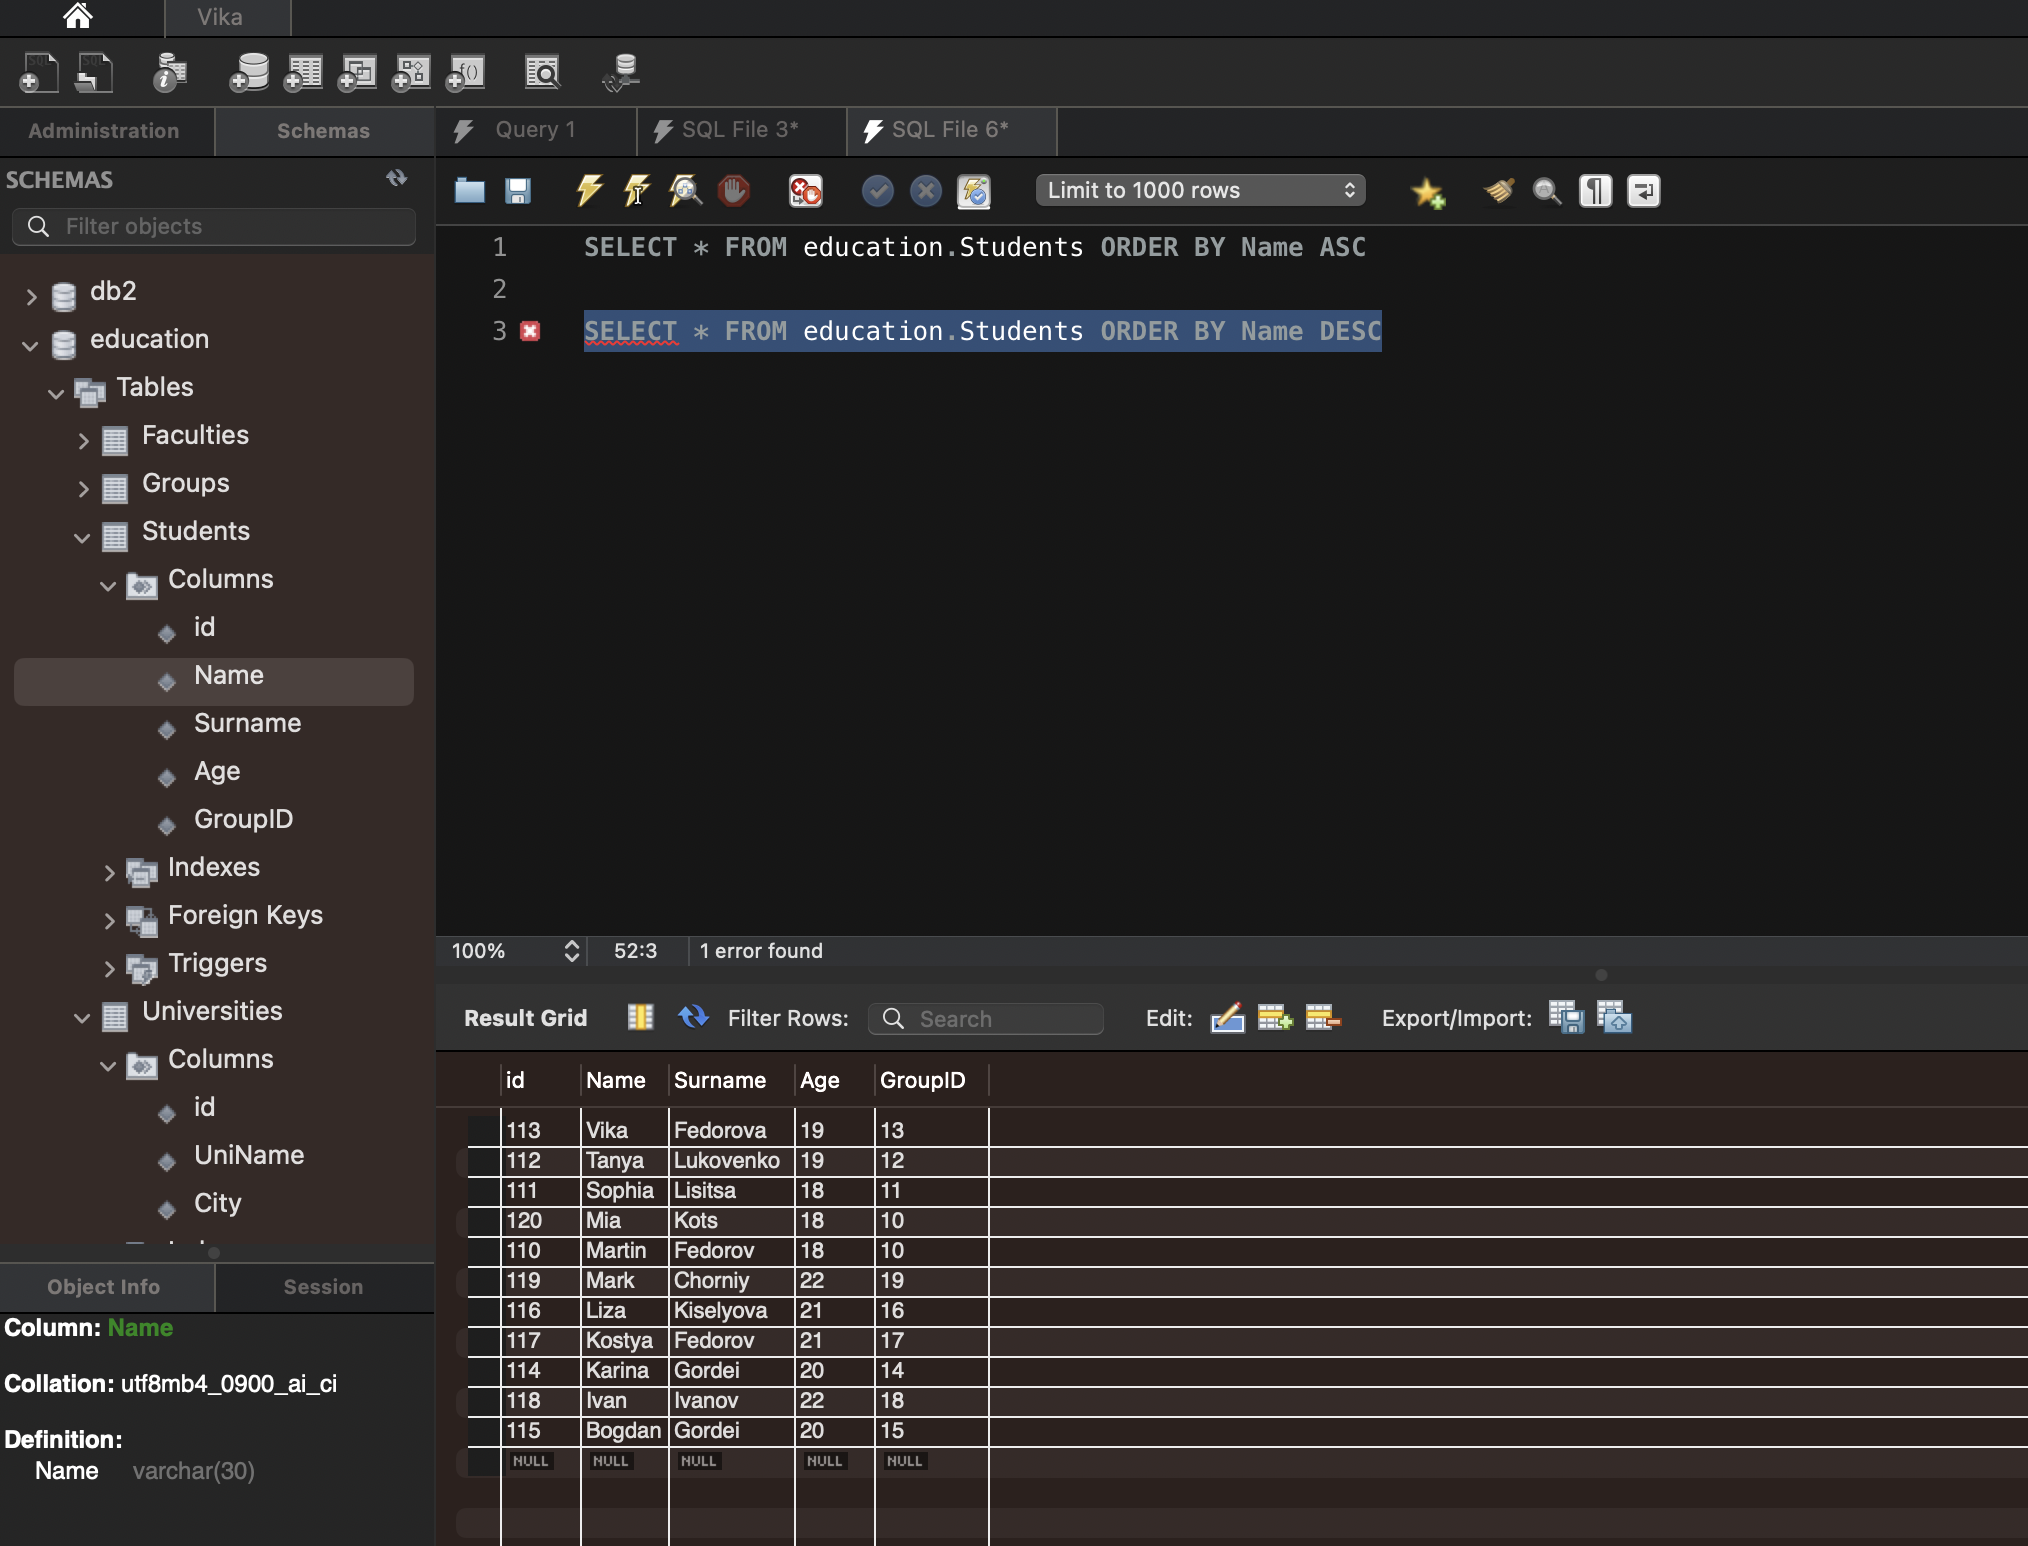 Vika
SQL SQL
f()
Administration Schemas
Query 1 SQL File 3* SQL File 6*
SCHEMAS
Filter objects
Limit to 1000 rows
1 SELECT * FROM education.Students ORDER BY Name ASC
2
3 SELECT * FROM education.Students ORDER BY Name DESC
db2
education
Tables
Faculties
Groups
Students
Columns
id
Name
Surname
Age
GroupID
Indexes
Foreign Keys
Triggers
Universities
Columns
id
UniName
City
100% 52:3 1 error found
Result Grid Filter Rows: Search Edit: Export/Import:
id Name Surname Age GroupID
113 Vika Fedorova 19 13
112 Tanya Lukovenko 19 12
111 Sophia Lisitsa 18 11
120 Mia Kots 18 10
110 Martin Fedorov 18 10
119 Mark Chorniy 22 19
116 Liza Kiselyova 21 16
117 Kostya Fedorov 21 17
114 Karina Gordei 20 14
118 Ivan Ivanov 22 18
115 Bogdan Gordei 20 15
NULL NULL NULL NULL NULL
Object Info Session
Column: Name
Collation: utf8mb4_0900_ai_ci
Definition:
Name varchar(30)